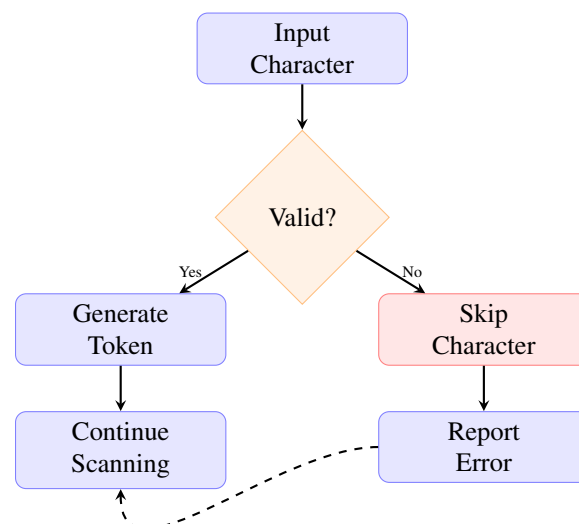 Input
Character
Valid?
Yes
No
Generate
Token
Skip
Character
Continue
Scanning
Report
Error